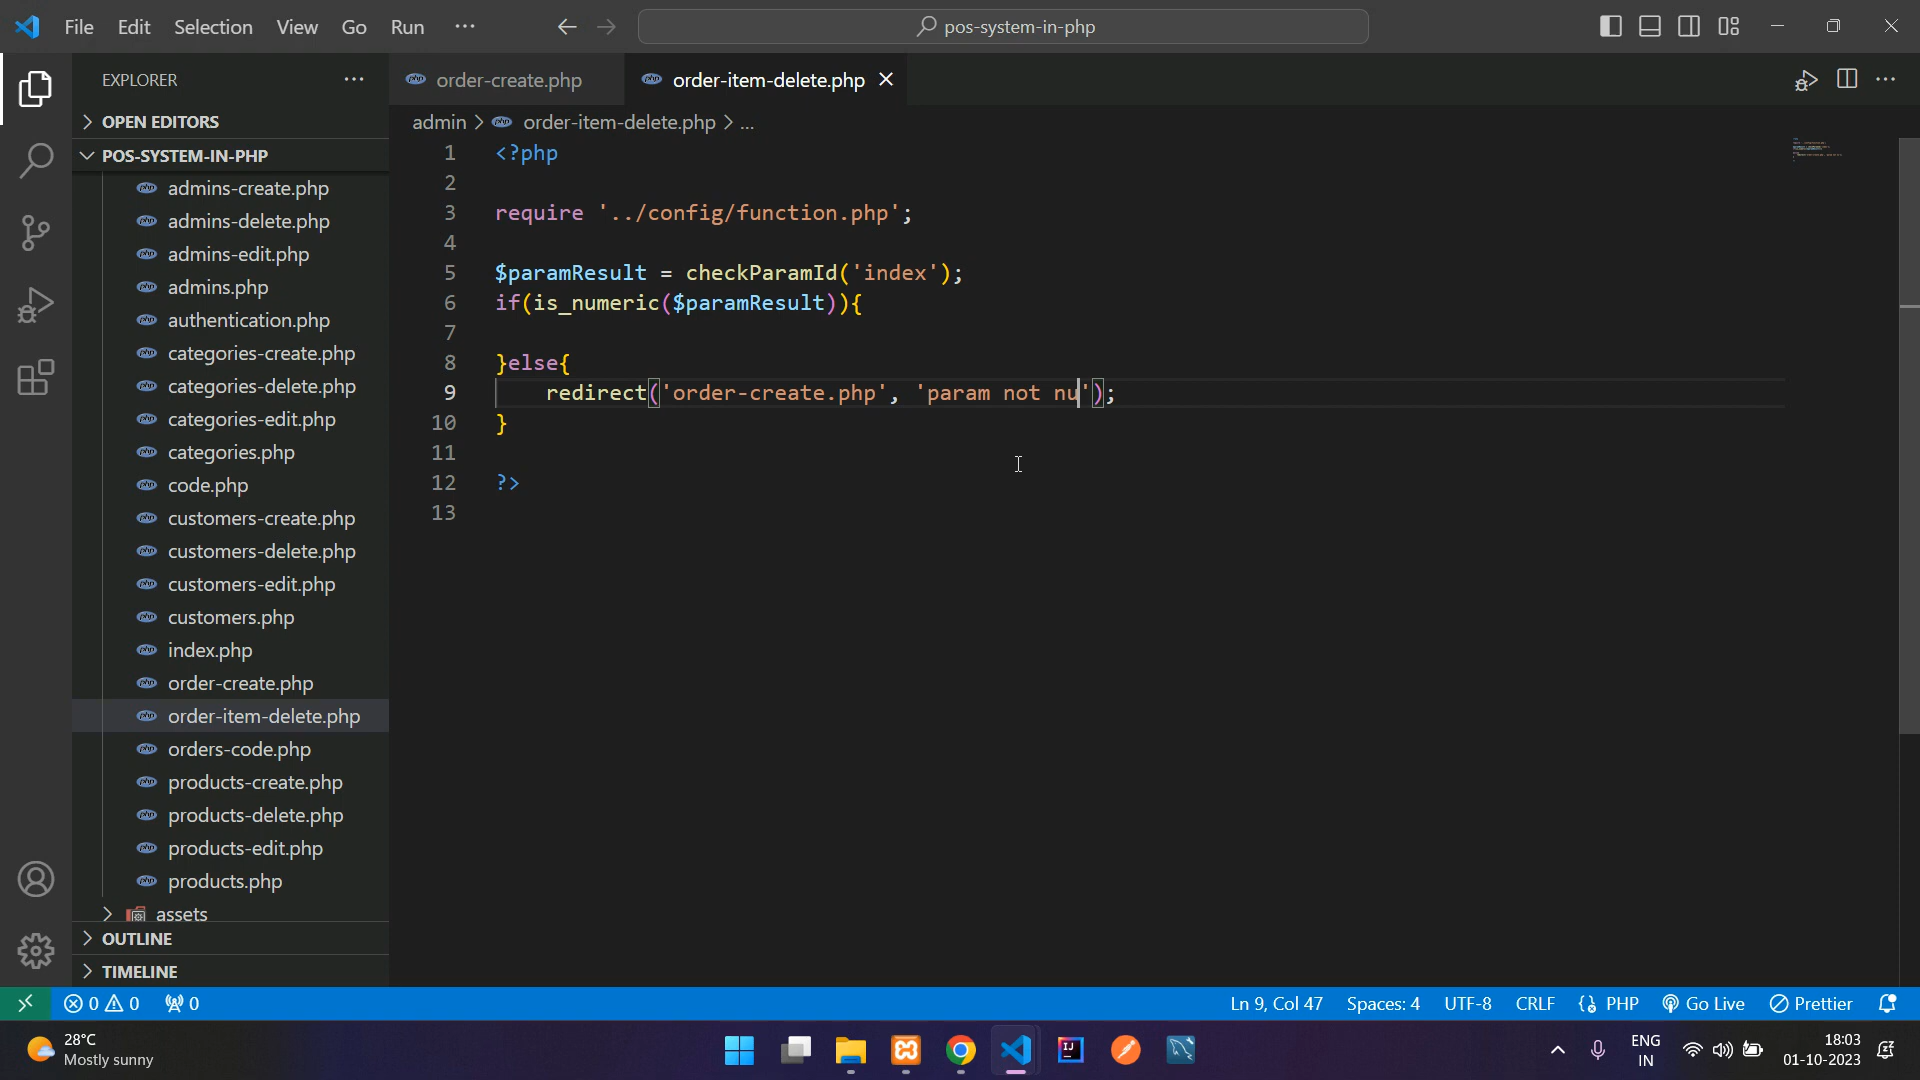 File Edit Selection View Go Run ...
pos-system-in-php
EXPLORER
order-create.php
order-item-delete.php
OPEN EDITORS
admin > order-item-delete.php > ...
POS-SYSTEM-IN-PHP
admins-create.php
admins-delete.php
admins-edit.php
admins.php
authentication.php
categories-create.php
categories-delete.php
categories-edit.php
categories.php
code.php
customers-create.php
customers-delete.php
customers-edit.php
customers.php
index.php
order-create.php
order-item-delete.php
orders-code.php
products-create.php
products-delete.php
products-edit.php
products.php
assets
OUTLINE
TIMELINE
1 <?php
2
3 require '../config/function.php';
4
5 $paramResult = checkParamId('index');
6 if(is_numeric($paramResult)){
7
8 }else{
9 redirect('order-create.php', 'param not nu');
10 }
11
12 ?>
13
0 0 0
Ln 9, Col 47 Spaces: 4 UTF-8 CRLF PHP Go Live Prettier
28°C
Mostly sunny
ENG
IN
18:03
01-10-2023